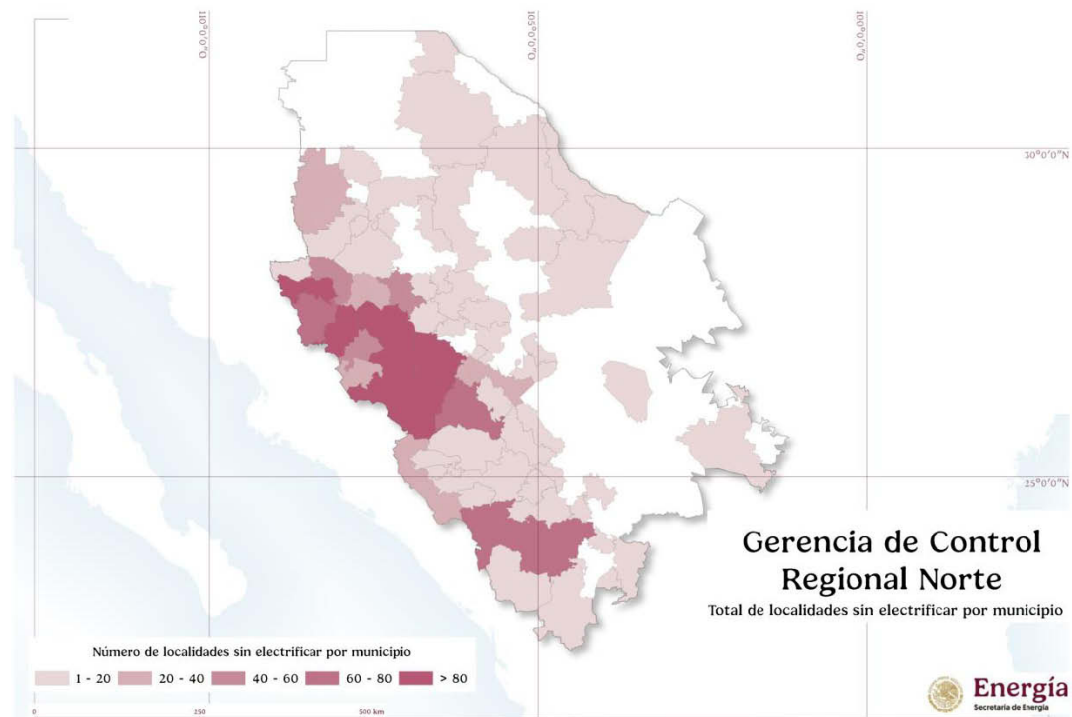 110°0'0"O
105°0'0"O
100°0'0"O
30°0'0"N
25°0'0"N
Gerencia de Control
Regional Norte
Total de localidades sin electrificar por municipio
Número de localidades sin electrificar por municipio
1 - 20 20 - 40 40 - 60 60 - 80 > 80
0 250 500 km
Energía
Secretaría de Energía